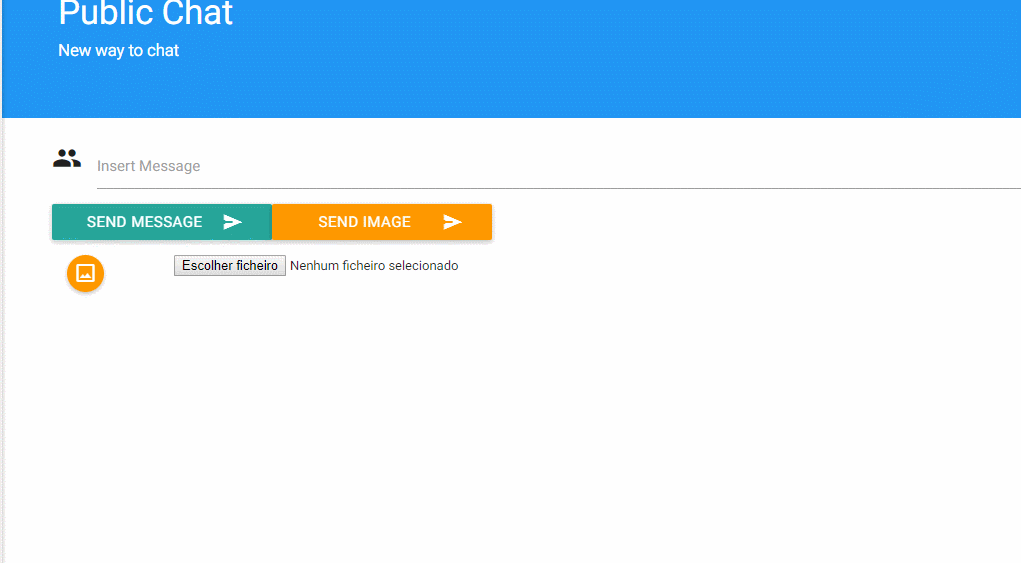 Public Chat
New way to chat
Insert Message
SEND MESSAGE
SEND IMAGE
Escolher ficheiro Nenhum ficheiro selecionado